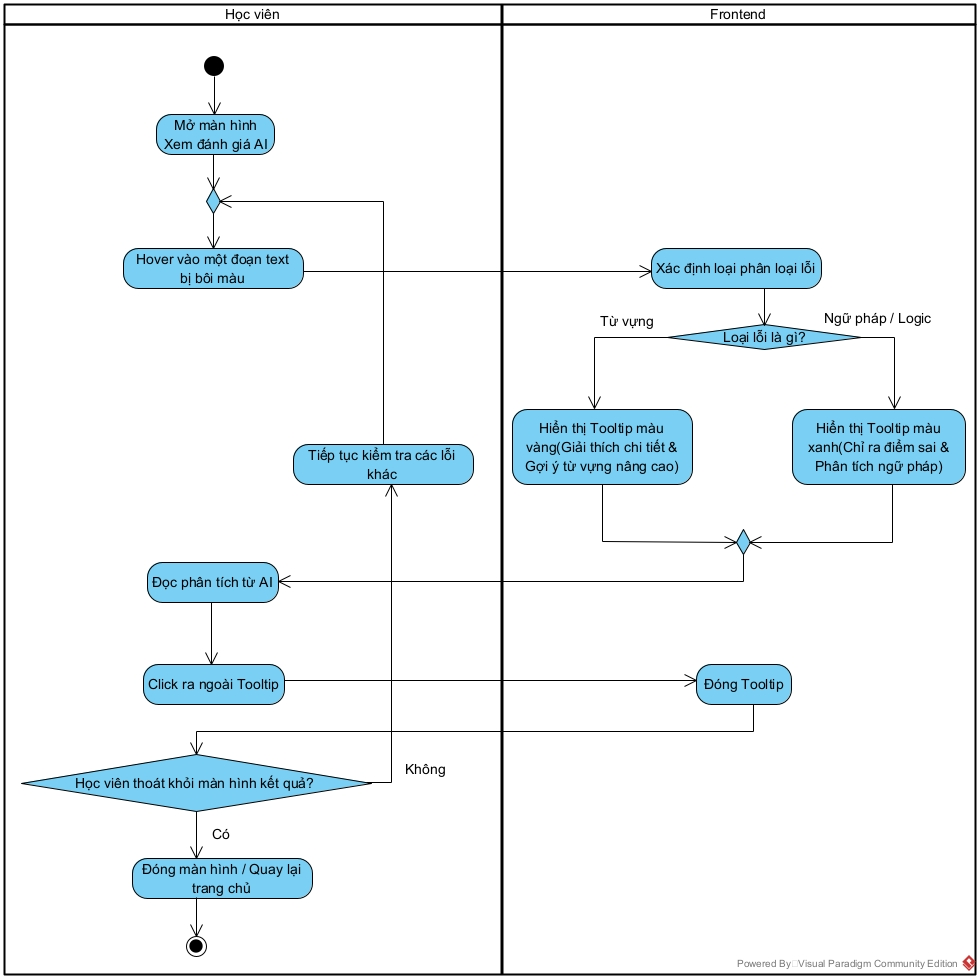 Học viên
Frontend
Mở màn hình
Xem đánh giá AI
Hover vào một đoạn text
bị bôi màu
Xác định loại phân loại lỗi
Từ vựng
Ngữ pháp / Logic
Loại lỗi là gì?
Hiển thị Tooltip màu
vàng(Giải thích chi tiết &
Gợi ý từ vựng nâng cao)
Hiển thị Tooltip màu
xanh(Chỉ ra điểm sai &
Phân tích ngữ pháp)
Tiếp tục kiểm tra các lỗi
khác
Đọc phân tích từ AI
Click ra ngoài Tooltip
Đóng Tooltip
Học viên thoát khỏi màn hình kết quả?
Không
Có
Đóng màn hình / Quay lại
trang chủ
Powered By Visual Paradigm Community Edition